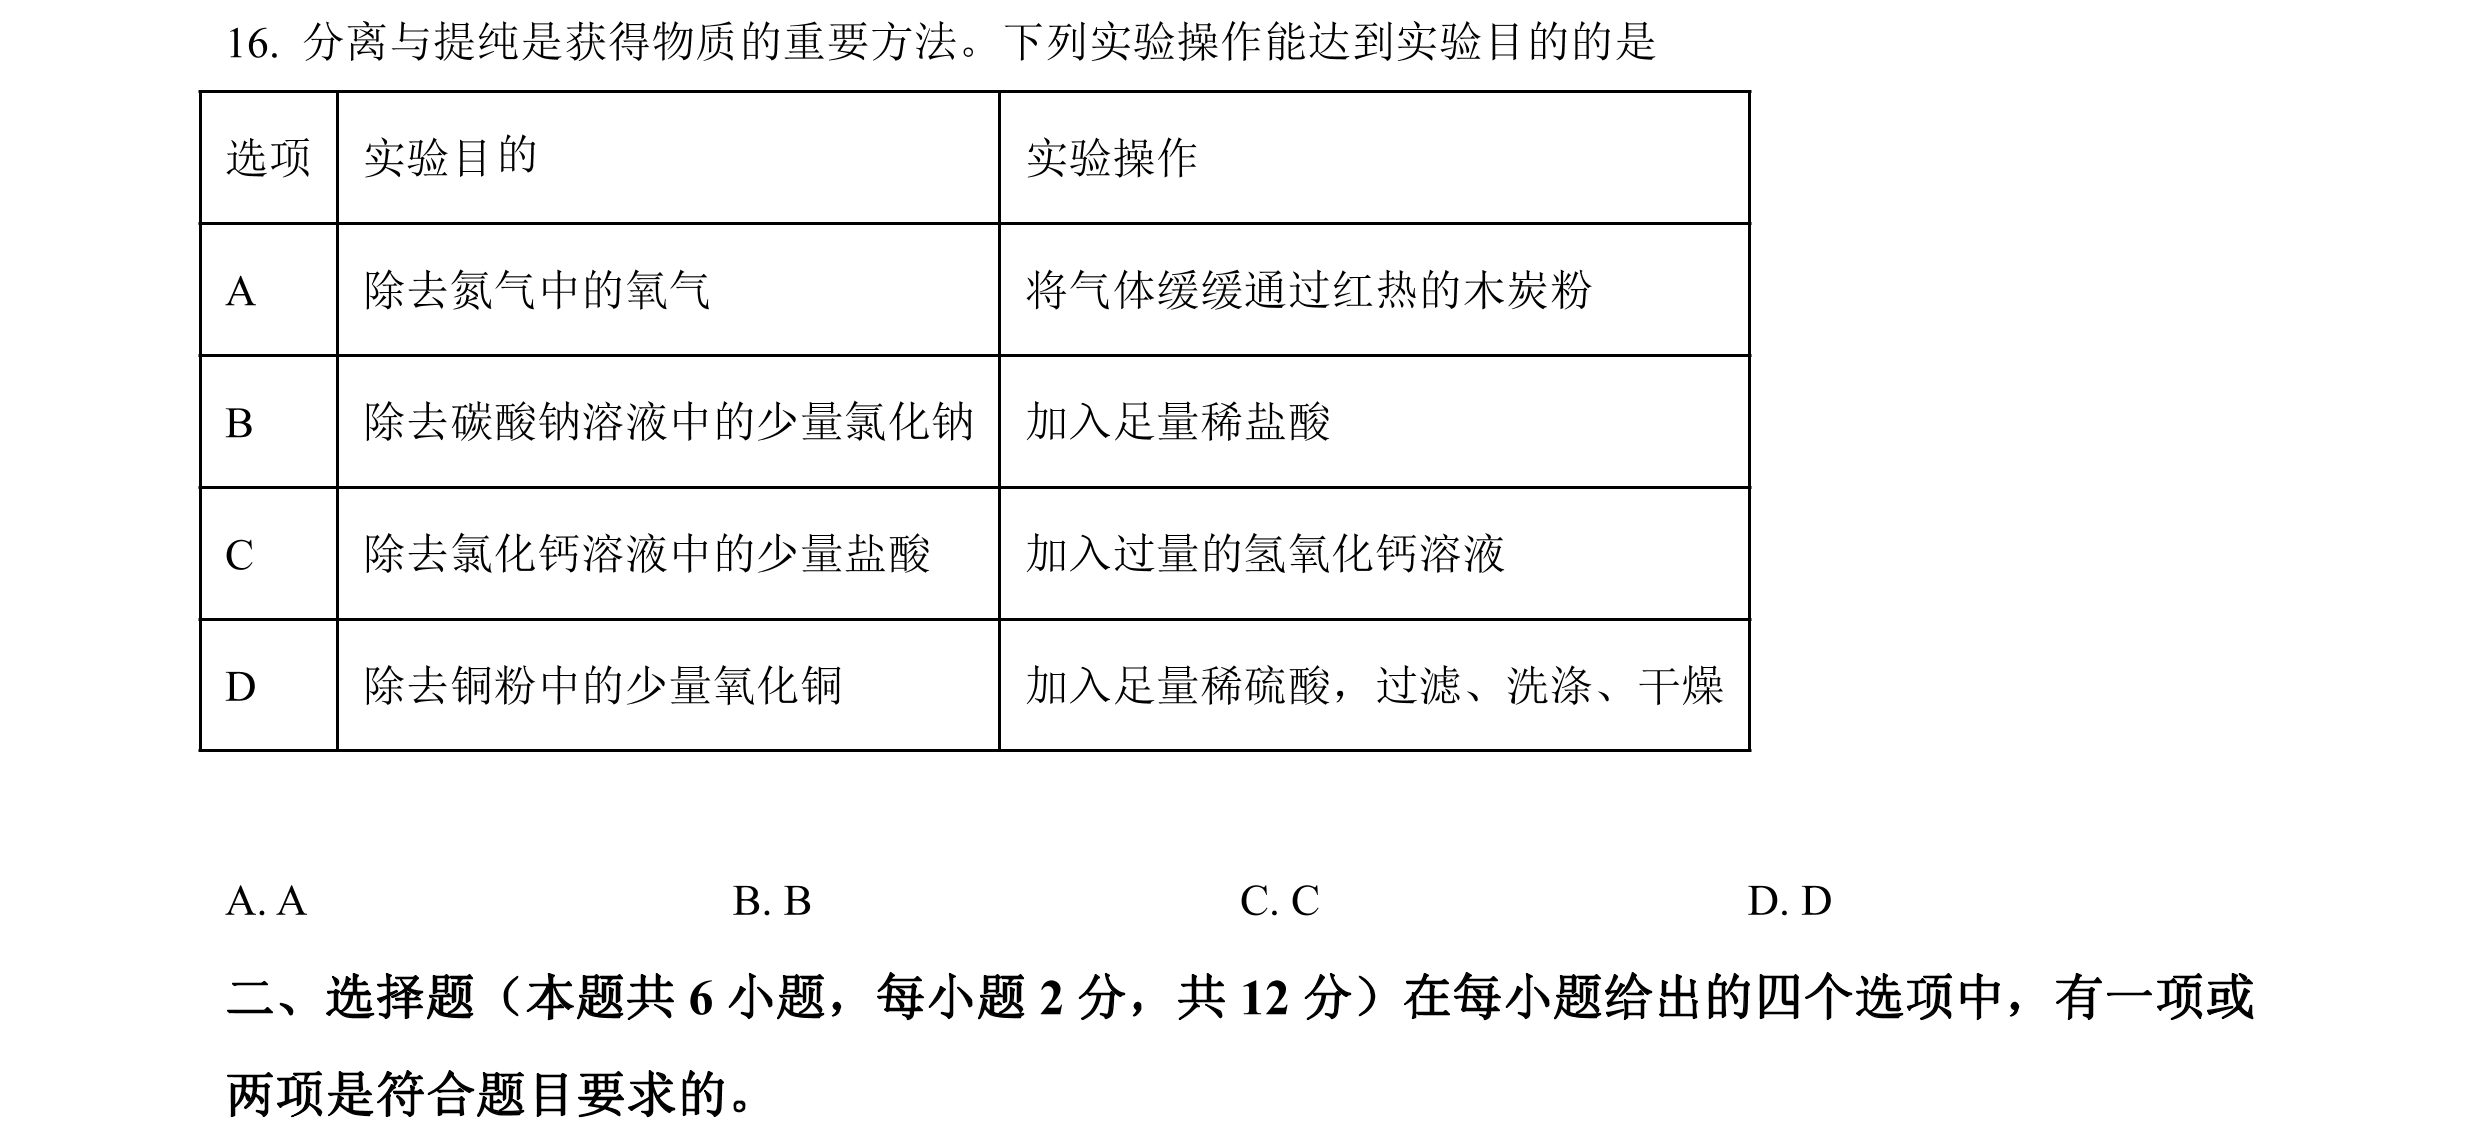 16. 分离与提纯是获得物质的重要方法。下列实验操作能达到实验目的的是
选项 实验目的 实验操作
A 除去氮气中的氧气 将气体缓缓通过红热的木炭粉
B 除去碳酸钠溶液中的少量氯化钠 加入足量稀盐酸
C 除去氯化钙溶液中的少量盐酸 加入过量的氢氧化钙溶液
D 除去铜粉中的少量氧化铜 加入足量稀硫酸，过滤、洗涤、干燥
A. A B. B C. C D. D
二、选择题（本题共 6 小题，每小题 2 分，共 12 分）在每小题给出的四个选项中，有一项或
两项是符合题目要求的。